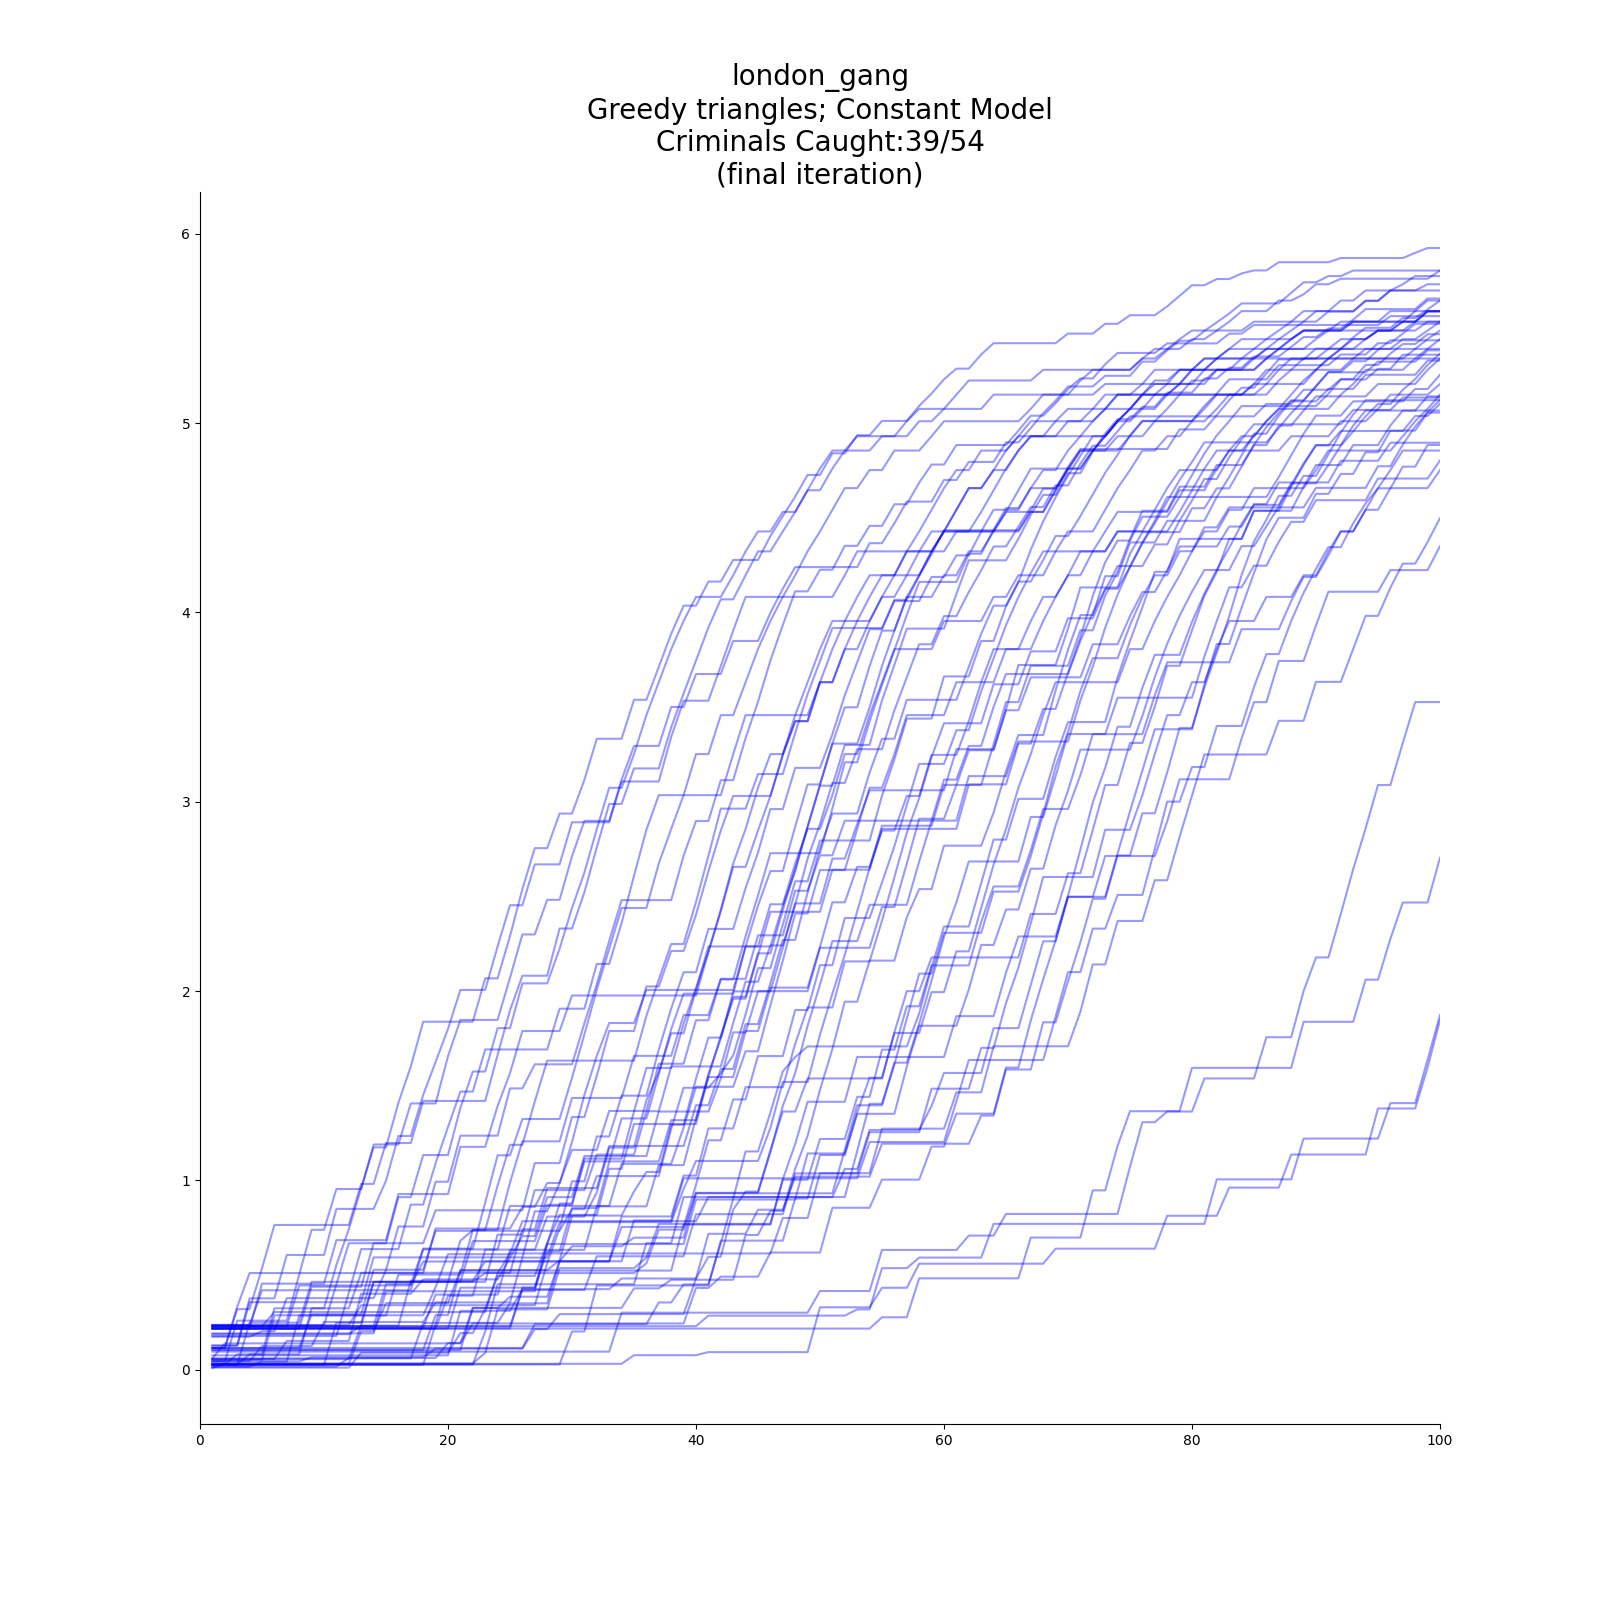 london_gang
Greedy triangles; Constant Model
Criminals Caught:39/54
(final iteration)
6
5
4
3
2
1
0
0 20 40 60 80 100